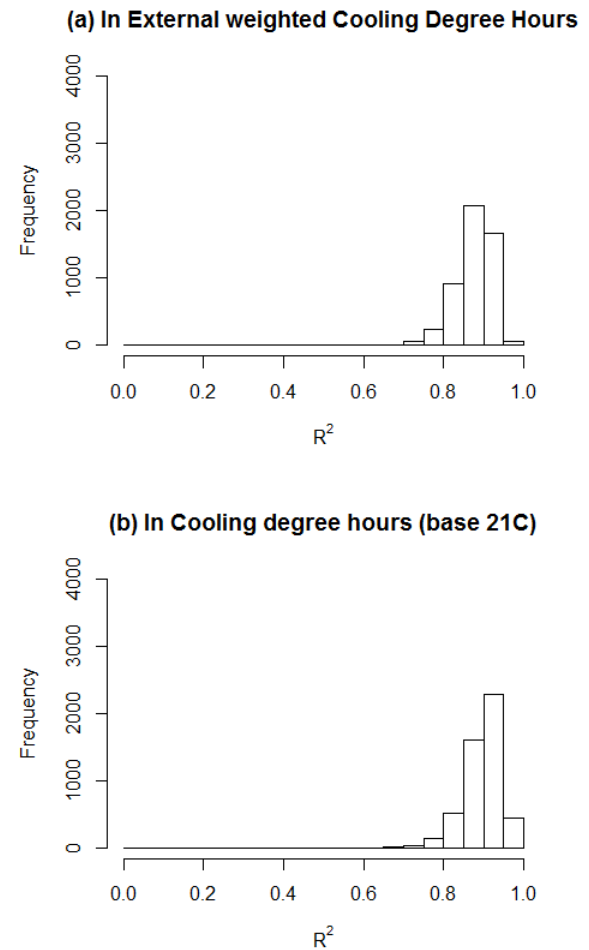 (a) In External weighted Cooling Degree Hours
4000
3000
2000
1000
0
Frequency
0.0 0.2 0.4 0.6 0.8 1.0
R²
(b) In Cooling degree hours (base 21C)
4000
3000
2000
1000
0
Frequency
0.0 0.2 0.4 0.6 0.8 1.0
R²